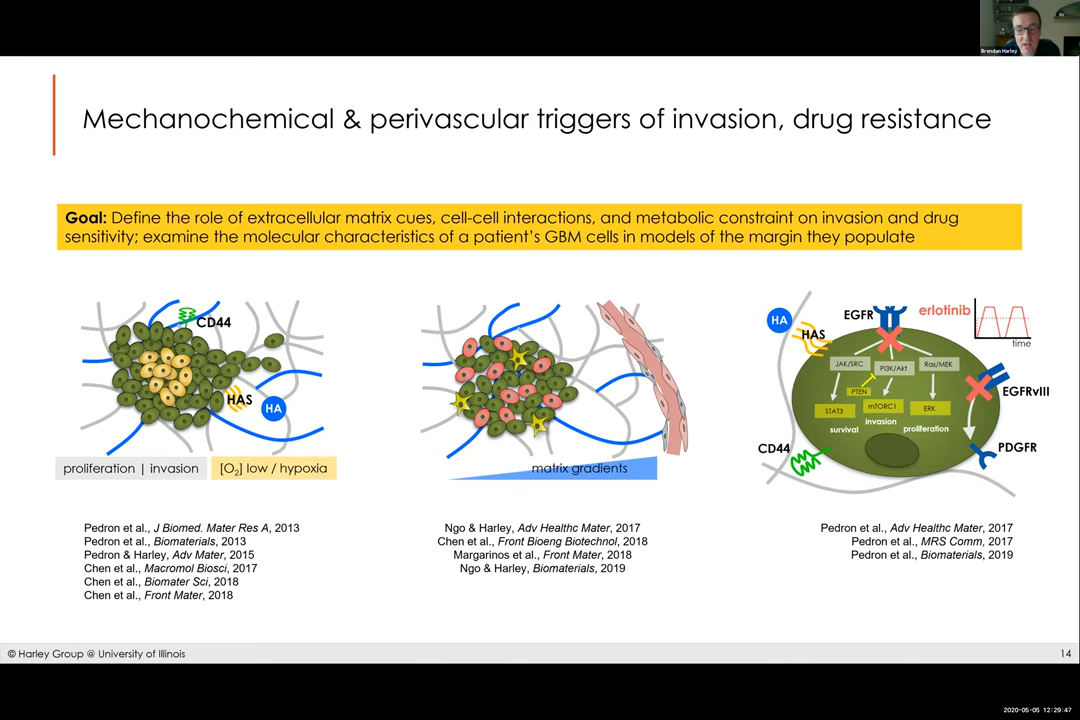 Brendan Harley
Mechanochemical & perivascular triggers of invasion, drug resistance
Goal: Define the role of extracellular matrix cues, cell-cell interactions, and metabolic constraint on invasion and drug
sensitivity; examine the molecular characteristics of a patient's GBM cells in models of the margin they populate
CD44
HAS
HA
proliferation | invasion
[O2] low / hypoxia
Pedron et al., J Biomed. Mater Res A, 2013
Pedron et al., Biomaterials, 2013
Pedron & Harley, Adv Mater, 2015
Chen et al., Macromol Biosci, 2017
Chen et al., Biomater Sci, 2018
Chen et al., Front Mater, 2018
matrix gradients
Ngo & Harley, Adv Healthc Mater, 2017
Chen et al., Front Bioeng Biotechnol, 2018
Margarinos et al., Front Mater, 2018
Ngo & Harley, Biomaterials, 2019
HA
HAS
EGFR
erlotinib
time
JAK/SRC
PI3K/Akt
Ras/MEK
PTEN
STAT3
mTORC1
ERK
survival
invasion
proliferation
EGFRvIII
PDGFR
CD44
Pedron et al., Adv Healthc Mater, 2017
Pedron et al., MRS Comm, 2017
Pedron et al., Biomaterials, 2019
© Harley Group @ University of Illinois
14
2020-05-05 12:29:47